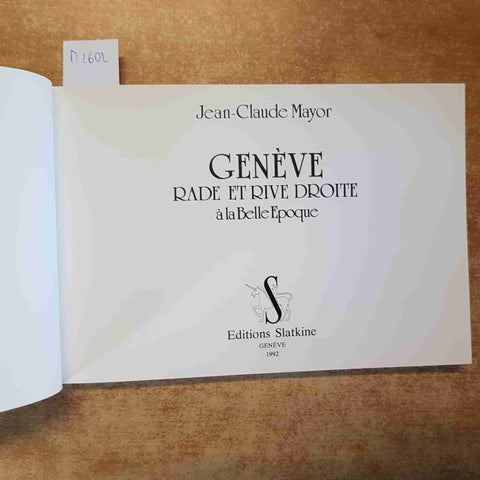 M2602
Jean-Claude Mayor
GENÈVE
RADE ET RIVE DROITE
à la Belle Epoque
S
Editions Slatkine
GENÈVE
1992